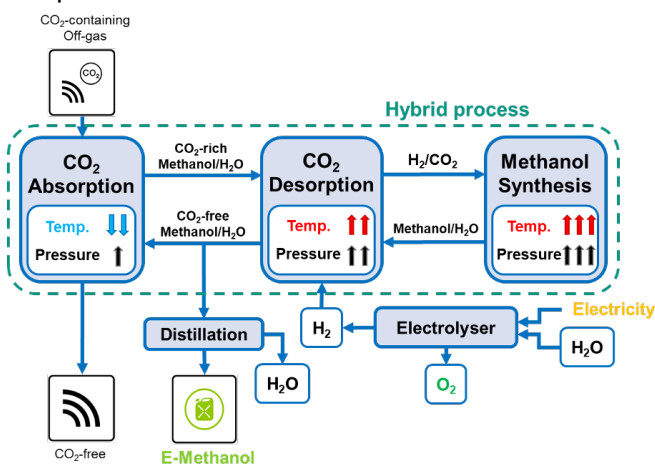 CO₂-containing
Off-gas
CO₂
Hybrid process
CO₂
Absorption
Temp.
Pressure
CO₂-rich
Methanol/H₂O
CO₂-free
Methanol/H₂O
CO₂
Desorption
Temp.
Pressure
H₂/CO₂
Methanol/H₂O
Methanol
Synthesis
Temp.
Pressure
Distillation
H₂O
H₂
Electrolyser
Electricity
H₂O
O₂
CO₂-free
E-Methanol